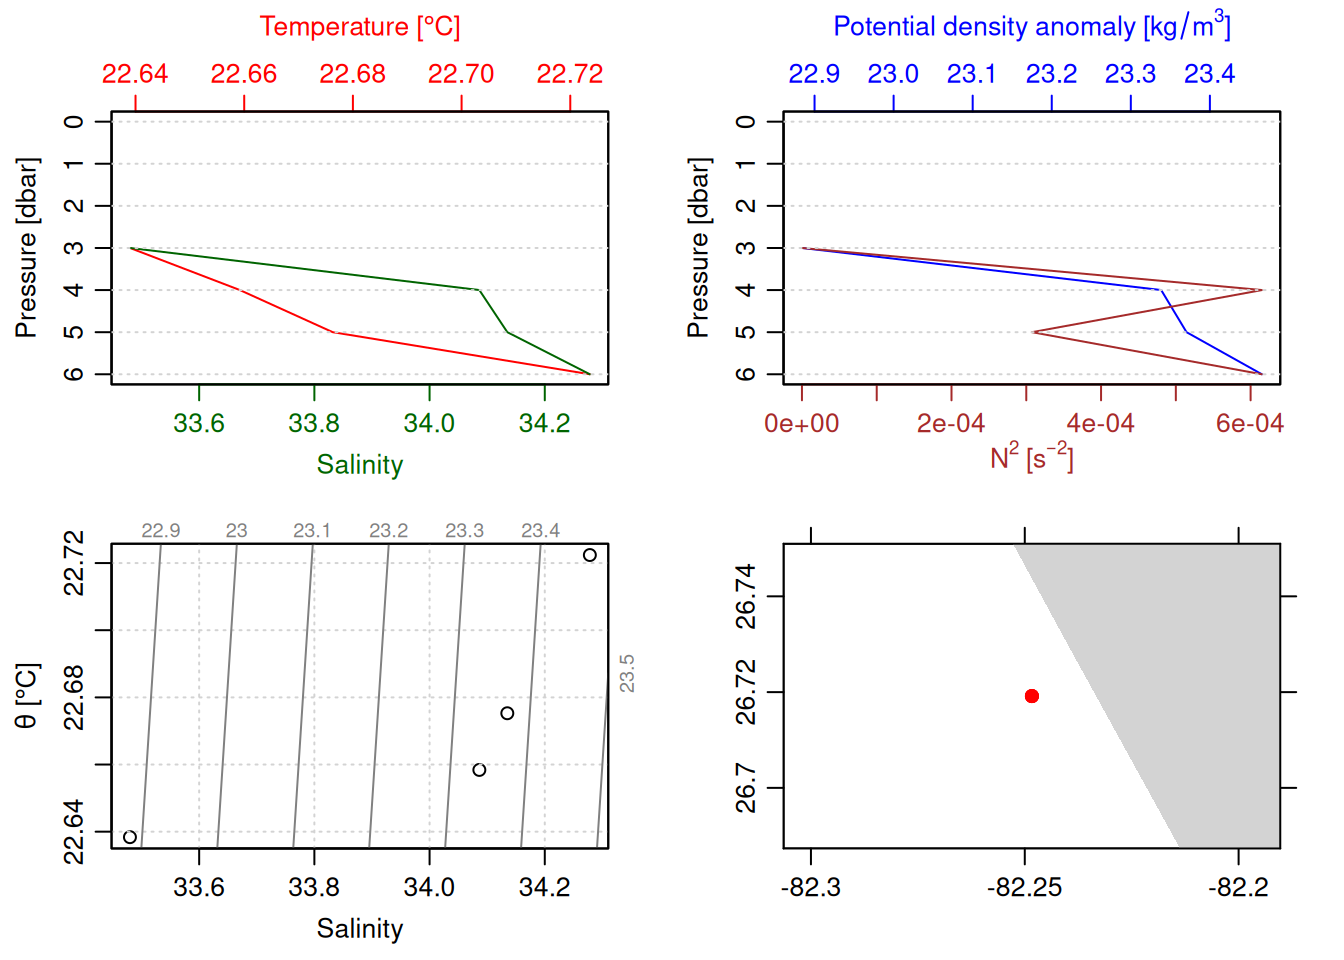 Temperature [°C]
22.64 22.66 22.68 22.70 22.72
Pressure [dbar]
0
1
2
3
4
5
6
33.6 33.8 34.0 34.2
Salinity
Potential density anomaly [kg/m³]
22.9 23.0 23.1 23.2 23.3 23.4
Pressure [dbar]
0
1
2
3
4
5
6
0e+00 2e-04 4e-04 6e-04
N² [s⁻²]
22.9 23 23.1 23.2 23.3 23.4
23.5
θ [°C]
22.72
22.68
22.64
33.6 33.8 34.0 34.2
Salinity
26.74
26.72
26.7
-82.3 -82.25 -82.2